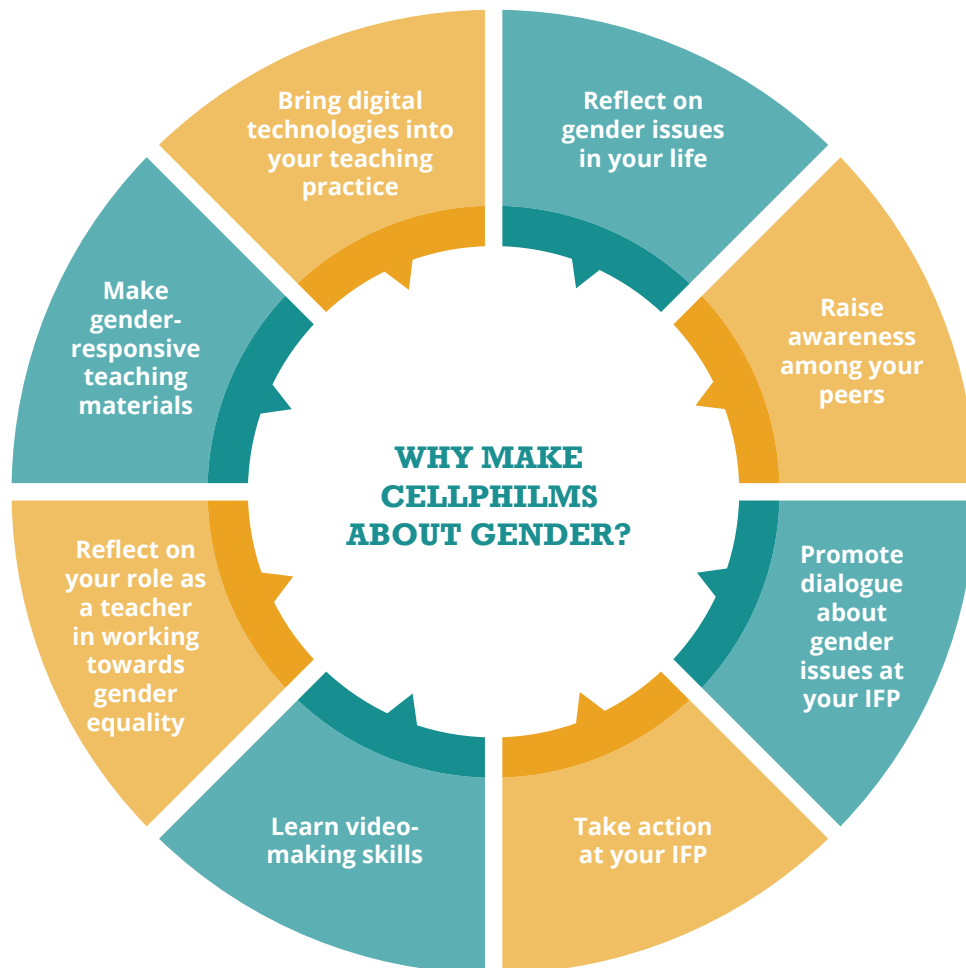 WHY MAKE
CELLPHILMS
ABOUT GENDER?
Reflect on
gender issues
in your life
Raise
awareness
among your
peers
Promote
dialogue
about
gender
issues at
your IFP
Take action
at your IFP
Learn video-
making skills
Reflect on
your role as
a teacher
in working
towards
gender
equality
Make
gender-
responsive
teaching
materials
Bring digital
technologies into
your teaching
practice